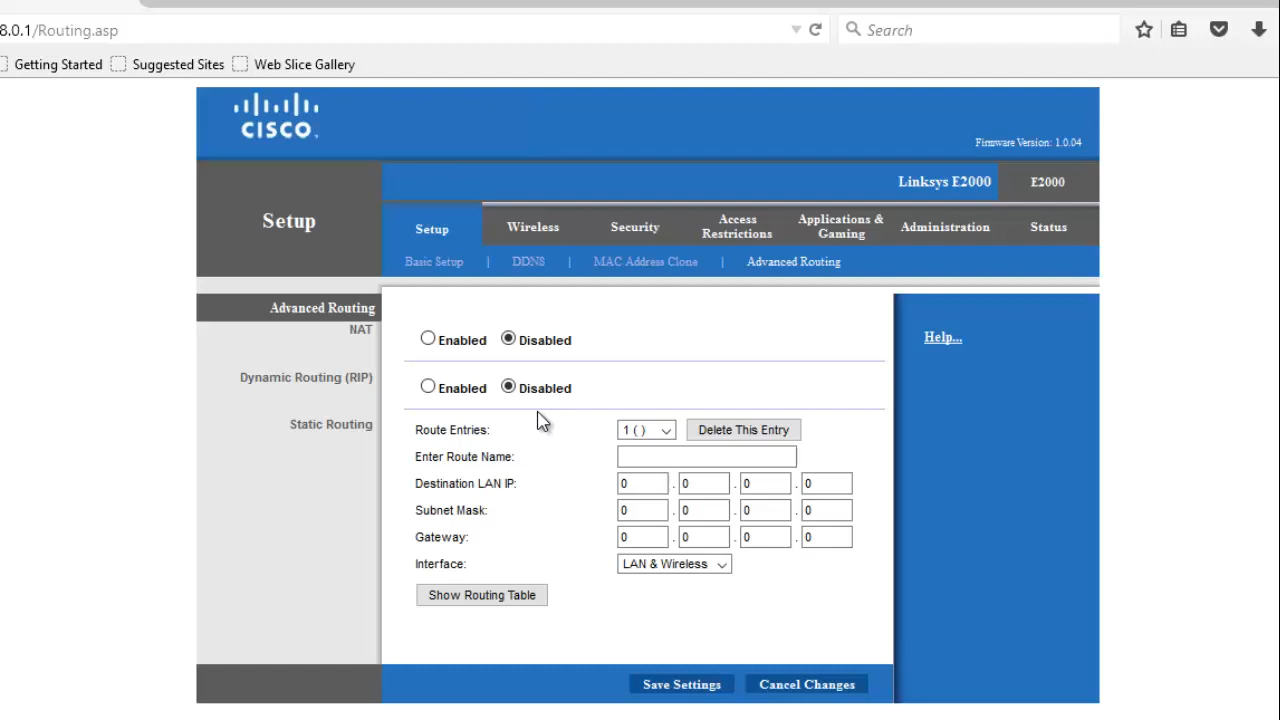 8.0.1/Routing.asp
Search
Getting Started
Suggested Sites
Web Slice Gallery
CISCO.
Firmware Version: 1.0.04
Linksys E2000
E2000
Setup
Setup
Wireless
Security
Access Restrictions
Applications & Gaming
Administration
Status
Basic Setup | DDNS | MAC Address Clone | Advanced Routing
Advanced Routing
NAT
Enabled Disabled
Help...
Dynamic Routing (RIP)
Enabled Disabled
Static Routing
Route Entries: 1 ( ) Delete This Entry
Enter Route Name:
Destination LAN IP: 0 . 0 . 0 . 0
Subnet Mask: 0 . 0 . 0 . 0
Gateway: 0 . 0 . 0 . 0
Interface: LAN & Wireless
Show Routing Table
Save Settings Cancel Changes